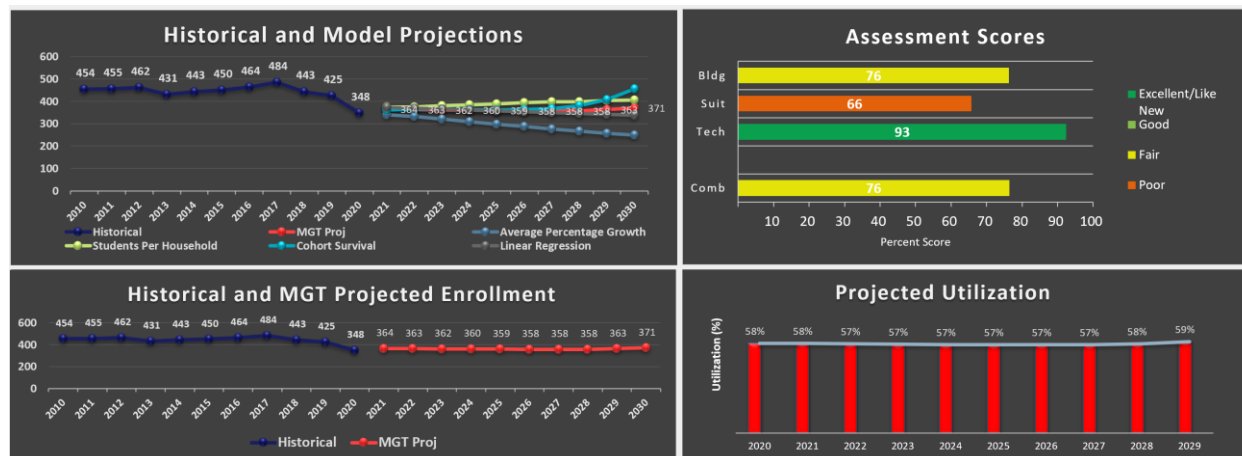 Historical and Model Projections
600
500
400
300
200
100
0
454 455 462 431 443 450 464 484 443 425 348
364 363 362 360 359 358 358 358 363 371
2010 2011 2012 2013 2014 2015 2016 2017 2018 2019 2020 2021 2022 2023 2024 2025 2026 2027 2028 2029 2030
Historical MGT Proj Average Percentage Growth
Students Per Household Cohort Survival Linear Regression
Assessment Scores
Bldg 76
Suit 66
Tech 93
Comb 76
10 20 30 40 50 60 70 80 90 100
Percent Score
Excellent/Like
New
Good
Fair
Poor
Historical and MGT Projected Enrollment
600
400
200
0
454 455 462 431 443 450 464 484 443 425 348 364 363 362 360 359 358 358 358 363 371
2010 2011 2012 2013 2014 2015 2016 2017 2018 2019 2020 2021 2022 2023 2024 2025 2026 2027 2028 2029 2030
Historical MGT Proj
Projected Utilization
Utilization (%)
58% 58% 57% 57% 57% 57% 57% 57% 58% 59%
2020 2021 2022 2023 2024 2025 2026 2027 2028 2029